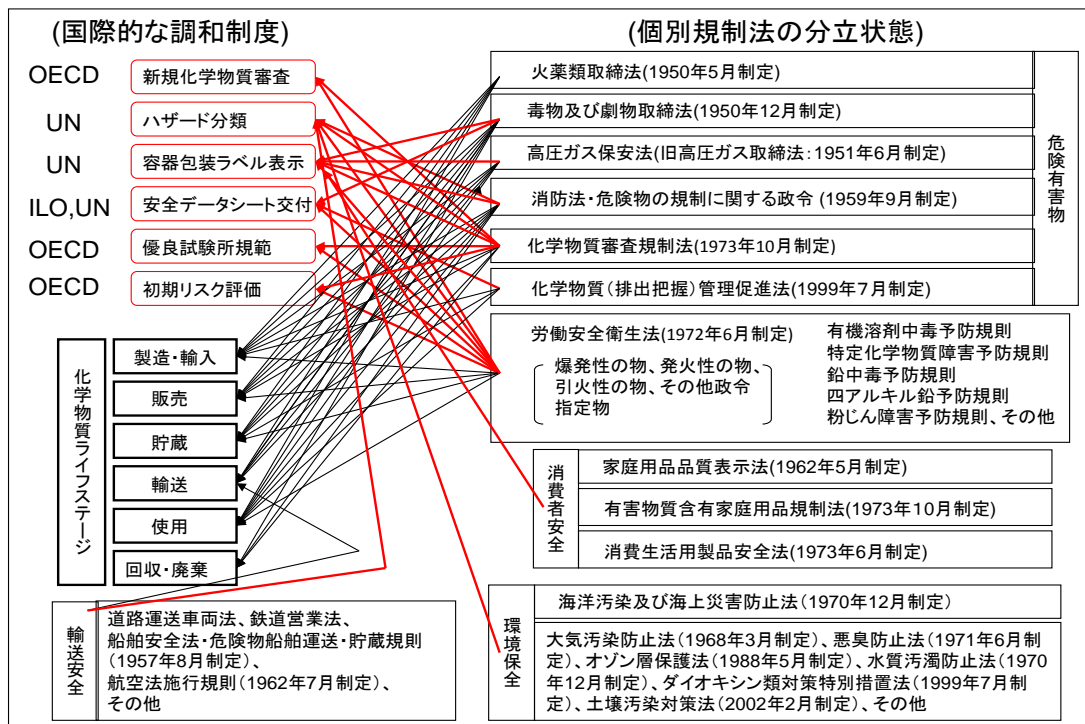 (国際的な調和制度)
OECD 新規化学物質審査
UN ハザード分類
UN 容器包装ラベル表示
ILO,UN 安全データシート交付
OECD 優良試験所規範
OECD 初期リスク評価
化学物質ライフステージ
製造・輸入
販売
貯蔵
輸送
使用
回収・廃棄
輸送安全
道路運送車両法、鉄道営業法、
船舶安全法・危険物船舶運送・貯蔵規則
(1957年8月制定)、
航空法施行規則(1962年7月制定)、
その他
(個別規制法の分立状態)
火薬類取締法(1950年5月制定)
毒物及び劇物取締法(1950年12月制定)
高圧ガス保安法(旧高圧ガス取締法:1951年6月制定)
消防法・危険物の規制に関する政令 (1959年9月制定)
化学物質審査規制法(1973年10月制定)
化学物質(排出把握)管理促進法(1999年7月制定)
危険有害物
労働安全衛生法(1972年6月制定)
爆発性の物、発火性の物、
引火性の物、その他政令
指定物
有機溶剤中毒予防規則
特定化学物質障害予防規則
鉛中毒予防規則
四アルキル鉛予防規則
粉じん障害予防規則、その他
消費者安全
家庭用品品質表示法(1962年5月制定)
有害物質含有家庭用品規制法(1973年10月制定)
消費生活用製品安全法(1973年6月制定)
環境保全
海洋汚染及び海上災害防止法(1970年12月制定)
大気汚染防止法(1968年3月制定)、悪臭防止法(1971年6月制
定)、オゾン層保護法(1988年5月制定)、水質汚濁防止法(1970
年12月制定)、ダイオキシン類対策特別措置法(1999年7月制
定)、土壌汚染対策法(2002年2月制定)、その他